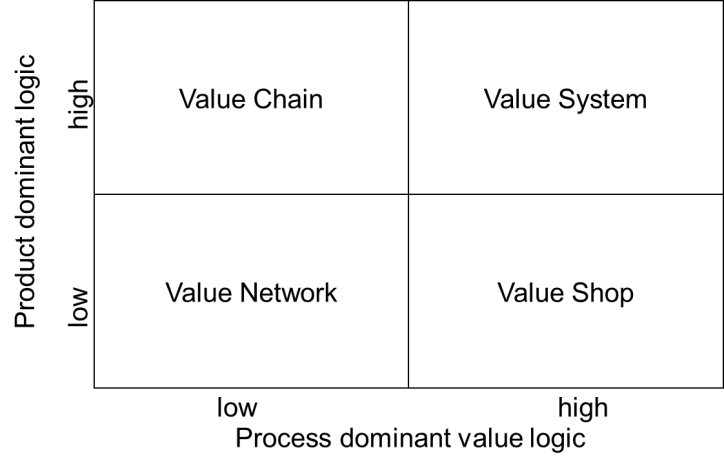 Product dominant logic
high
low
Value Chain
Value System
Value Network
Value Shop
low
high
Process dominant value logic